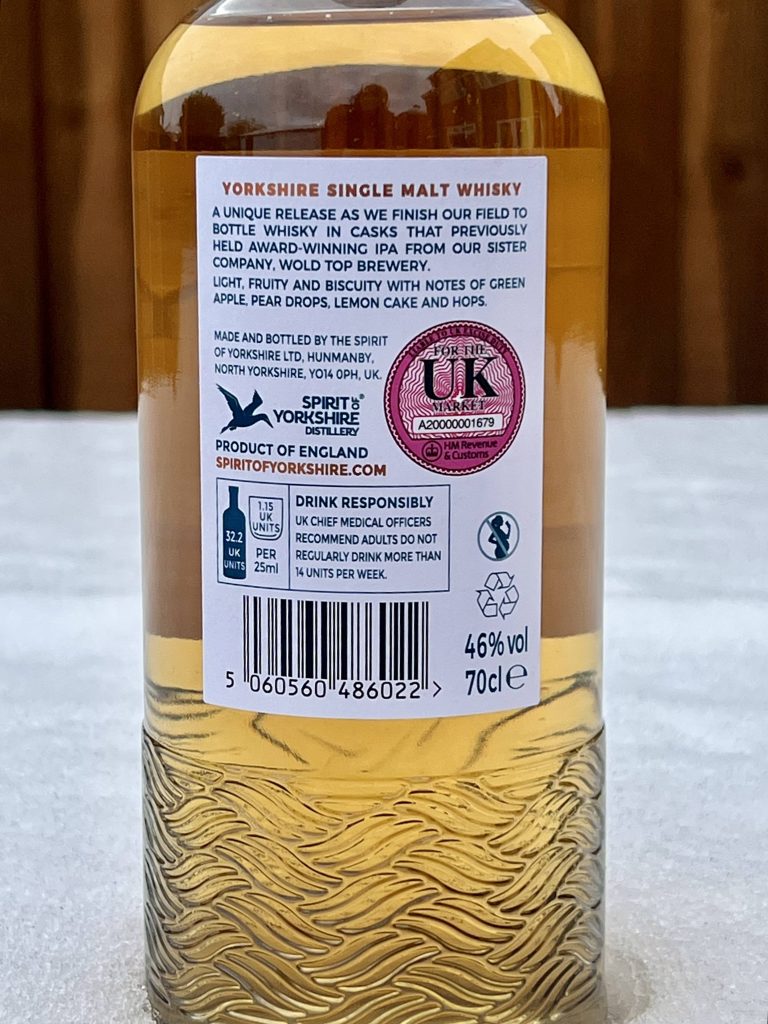 YORKSHIRE SINGLE MALT WHISKY
A UNIQUE RELEASE AS WE FINISH OUR FIELD TO
BOTTLE WHISKY IN CASKS THAT PREVIOUSLY
HELD AWARD-WINNING IPA FROM OUR SISTER
COMPANY, WOLD TOP BREWERY.
LIGHT, FRUITY AND BISCUITY WITH NOTES OF GREEN
APPLE, PEAR DROPS, LEMON CAKE AND HOPS.
MADE AND BOTTLED BY THE SPIRIT
OF YORKSHIRE LTD, HUNMANBY,
NORTH YORKSHIRE, YO14 0PH, UK.
SPIRIT OF
YORKSHIRE®
DISTILLERY
PRODUCT OF ENGLAND
SPIRITOFYORKSHIRE.COM
FOR THE
UK
MARKET
A20000001679
HM Revenue
& Customs
32.2
UK
UNITS
1.15
UK
UNITS
PER
25ml
DRINK RESPONSIBLY
UK CHIEF MEDICAL OFFICERS
RECOMMEND ADULTS DO NOT
REGULARLY DRINK MORE THAN
14 UNITS PER WEEK.
5 060560 486022 >
46% vol
70cl ℮